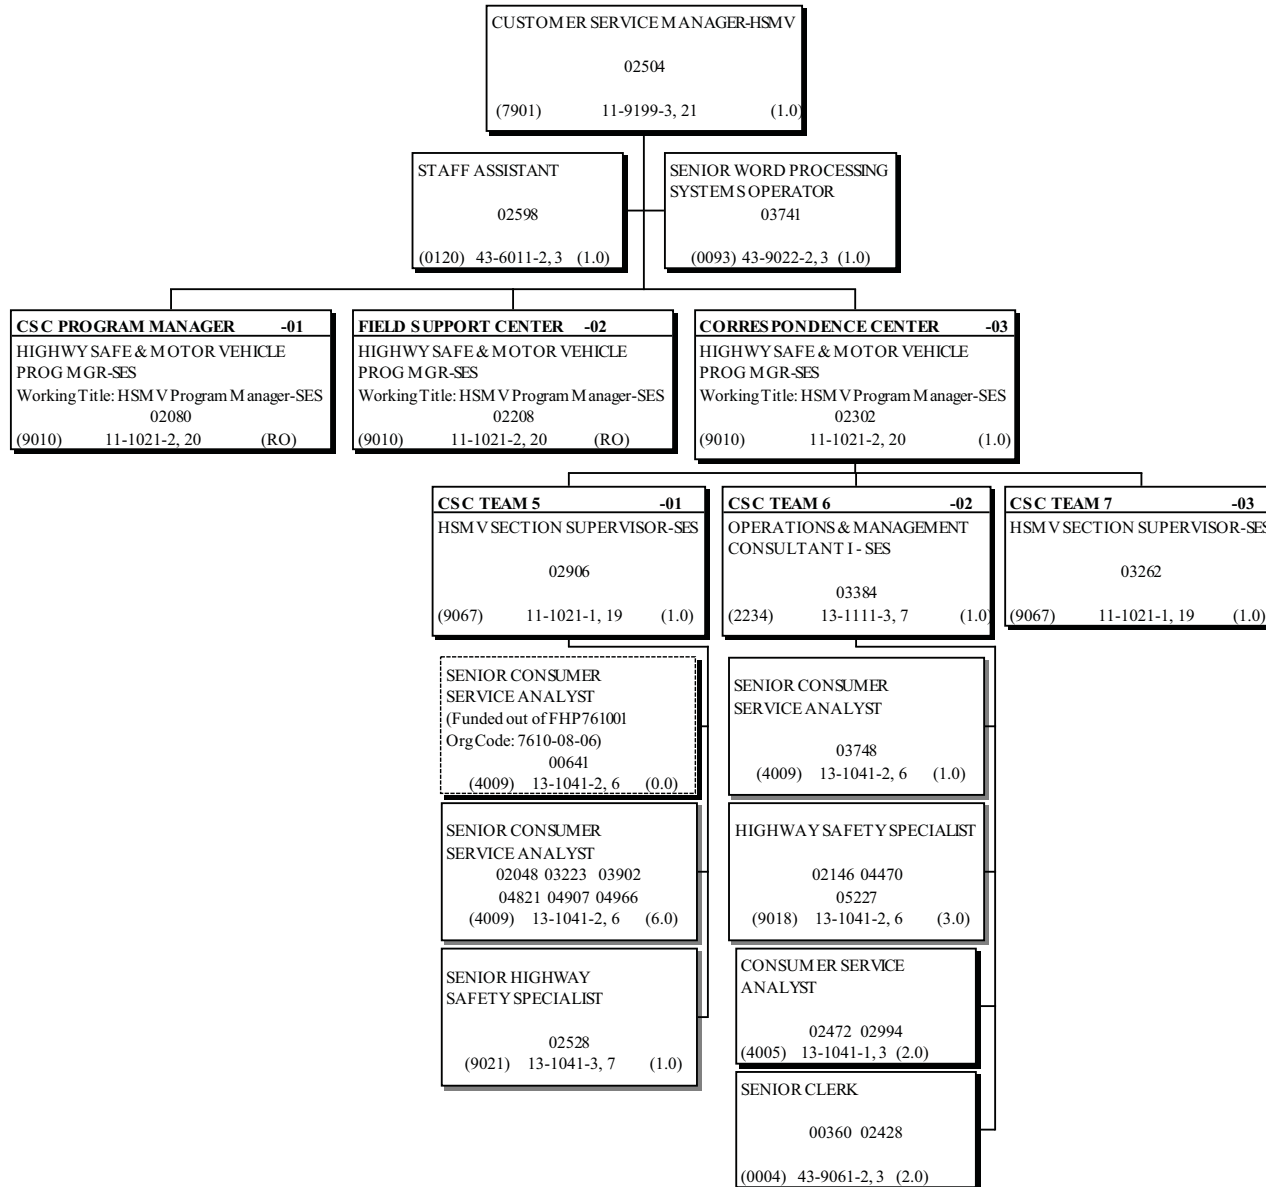 CUSTOMER SERVICE MANAGER-HSMV
02504
(7901) 11-9199-3, 21 (1.0)
STAFF ASSISTANT
02598
(0120) 43-6011-2, 3 (1.0)
SENIOR WORD PROCESSING
SYSTEMS OPERATOR
03741
(0093) 43-9022-2, 3 (1.0)
CSC PROGRAM MANAGER -01
HIGHWY SAFE & MOTOR VEHICLE
PROG MGR-SES
Working Title: HSMV Program Manager-SES
02080
(9010) 11-1021-2, 20 (RO)
FIELD SUPPORT CENTER -02
HIGHWY SAFE & MOTOR VEHICLE
PROG MGR-SES
Working Title: HSMV Program Manager-SES
02208
(9010) 11-1021-2, 20 (RO)
CORRESPONDENCE CENTER -03
HIGHWY SAFE & MOTOR VEHICLE
PROG MGR-SES
Working Title: HSMV Program Manager-SES
02302
(9010) 11-1021-2, 20 (1.0)
CSC TEAM 5 -01
HSMV SECTION SUPERVISOR-SES
02906
(9067) 11-1021-1, 19 (1.0)
CSC TEAM 6 -02
OPERATIONS & MANAGEMENT
CONSULTANT I - SES
03384
(2234) 13-1111-3, 7 (1.0)
CSC TEAM 7 -03
HSMV SECTION SUPERVISOR-SES
03262
(9067) 11-1021-1, 19 (1.0)
SENIOR CONSUMER
SERVICE ANALYST
(Funded out of FHP761001
Org Code: 7610-08-06)
00641
(4009) 13-1041-2, 6 (0.0)
SENIOR CONSUMER
SERVICE ANALYST
02048 03223 03902
04821 04907 04966
(4009) 13-1041-2, 6 (6.0)
SENIOR HIGHWAY
SAFETY SPECIALIST
02528
(9021) 13-1041-3, 7 (1.0)
SENIOR CONSUMER
SERVICE ANALYST
03748
(4009) 13-1041-2, 6 (1.0)
HIGHWAY SAFETY SPECIALIST
02146 04470
05227
(9018) 13-1041-2, 6 (3.0)
CONSUMER SERVICE
ANALYST
02472 02994
(4005) 13-1041-1, 3 (2.0)
SENIOR CLERK
00360 02428
(0004) 43-9061-2, 3 (2.0)